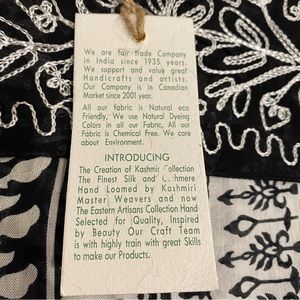 We are fair trade Company
in India since 1935. years.
We support and value great
Handicrafts and artists.
Our Company is in Canadian
Market since 2001 year.
All our fabric is Natural eco
Friendly, We use Natural Dyeing
Colors in all our Fabric, All our
Fabric is Chemical Free. We care
about Environment.
INTRODUCING
The Creation of Kashmir Collection
The Finest Silk and Cashmere
Hand Loomed by Kashmiri
Master Weavers and now
The Eastern Artisans Collection Hand
Selected for Quality, Inspired
by Beauty Our Craft Team
is with highly train with great Skills
to make our Products.